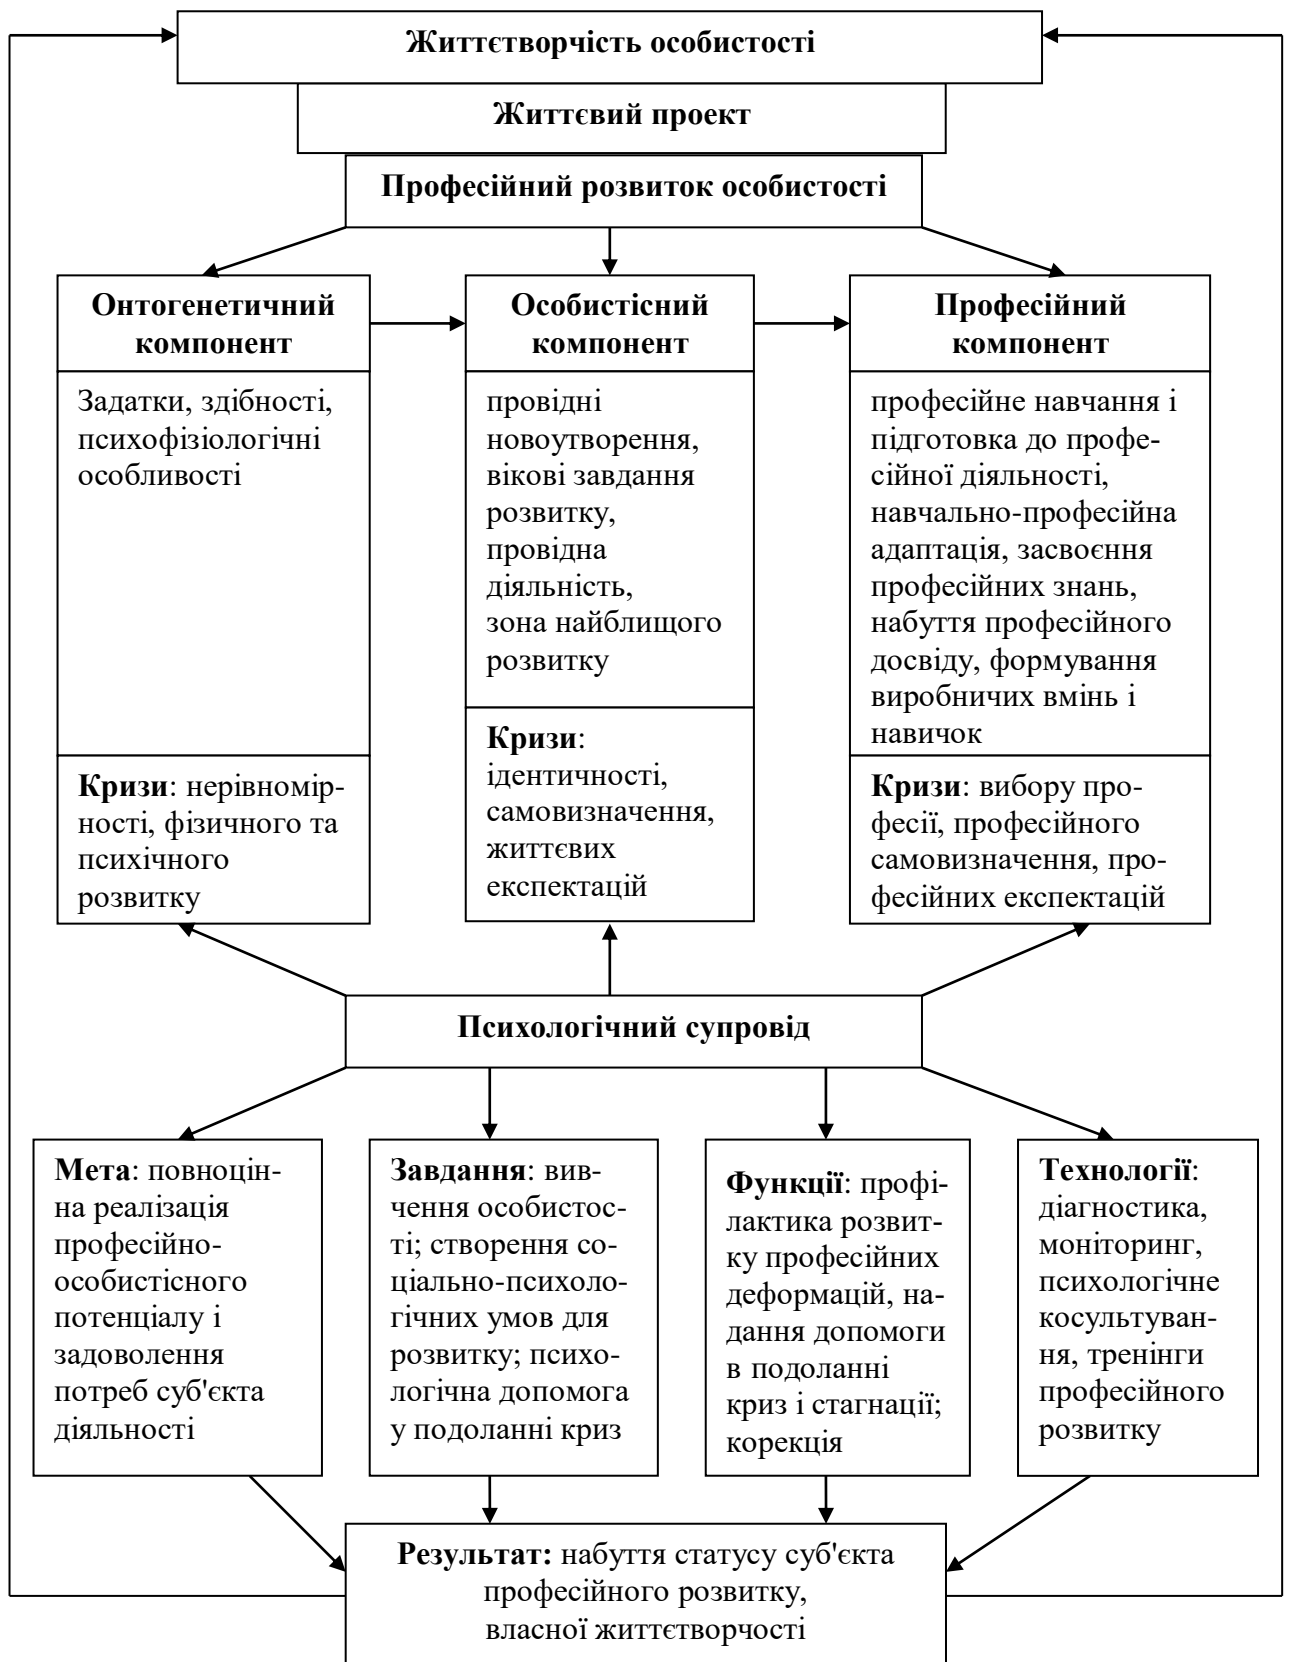 Життєтворчість особистості
Життєвий проект
Професійний розвиток особистості
Онтогенетичний
компонент
Задатки, здібності,
психофізіологічні
особливості
Кризи: нерівномір-
ності, фізичного та
психічного
розвитку
Особистісний
компонент
провідні
новоутворення,
вікові завдання
розвитку,
провідна
діяльність,
зона найблищого
розвитку
Кризи:
ідентичності,
самовизначення,
життєвих
експектацій
Професійний
компонент
професійне навчання і
підготовка до профе-
сійної діяльності,
навчально-професійна
адаптація, засвоєння
професійних знань,
набуття професійного
досвіду, формування
виробничих вмінь і
навичок
Кризи: вибору про-
фесії, професійного
самовизначення, про-
фесійних експектацій
Психологічний супровід
Мета: повноцін-
на реалізація
професійно-
особистісного
потенціалу і
задоволення
потреб суб'єкта
діяльності
Завдання: вив-
чення особистос-
ті; створення со-
ціально-психоло-
гічних умов для
розвитку; психо-
логічна допомога
у подоланні криз
Функції: профі-
лактика розвит-
ку професійних
деформацій, на-
дання допомоги
в подоланні
криз і стагнації;
корекція
Технології:
діагностика,
моніторинг,
психологічне
косультуван-
ня, тренінги
професійного
розвитку
Результат: набуття статусу суб'єкта
професійного розвитку,
власної життєтворчості